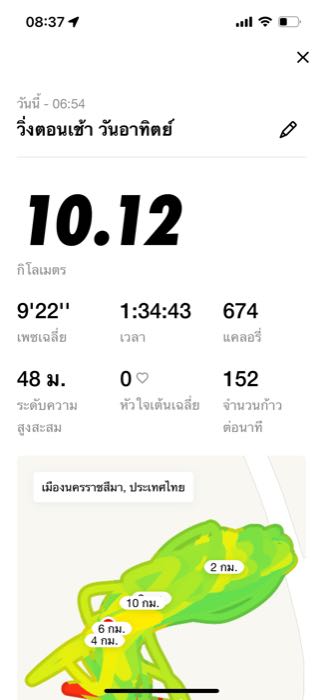 08:37
วันนี้ - 06:54
วิ่งตอนเช้า วันอาทิตย์
10.12
กิโลเมตร
9'22" 1:34:43 674
เพซเฉลี่ย เวลา แคลอรี่
48 ม. 0 152
ระดับความ หัวใจเต้นเฉลี่ย จำนวนก้าว
สูงสะสม ต่อนาที
เมืองนครราชสีมา, ประเทศไทย
2 กม.
10 กม.
6 กม.
4 กม.